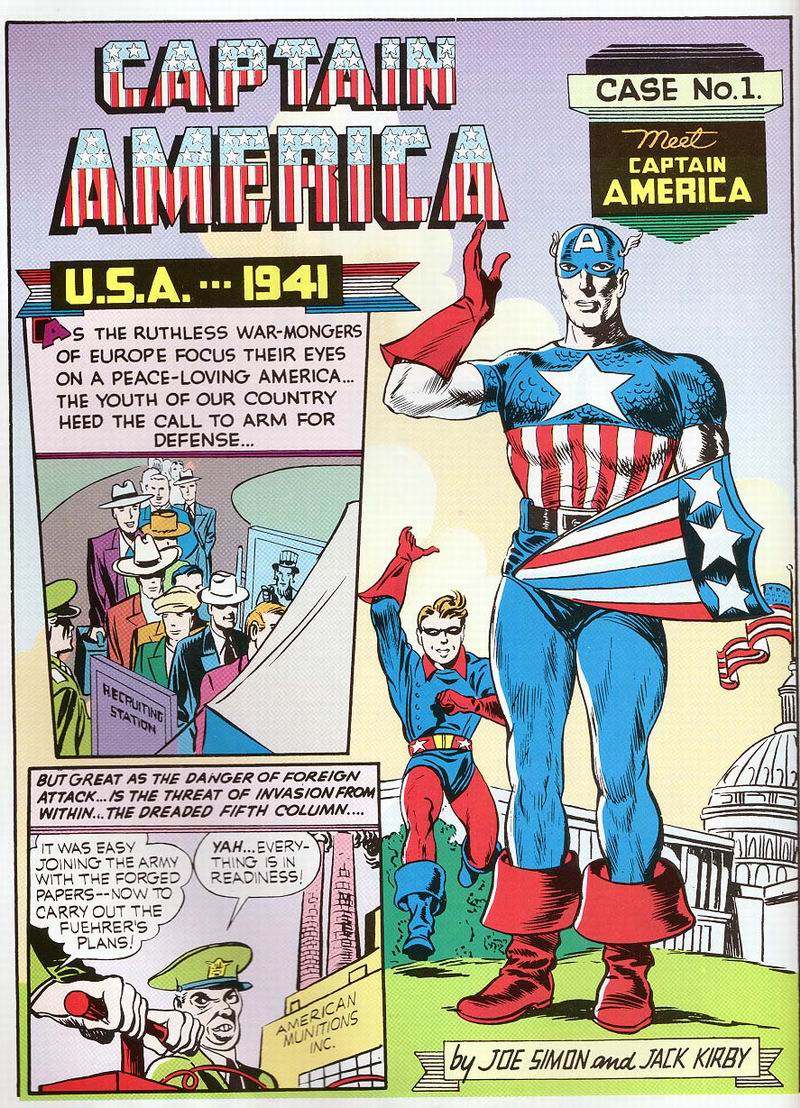 CAPTAIN
AMERICA
CASE No.1.
Meet
CAPTAIN
AMERICA
A
U.S.A. ... 1941
AS THE RUTHLESS WAR-MONGERS
OF EUROPE FOCUS THEIR EYES
ON A PEACE-LOVING AMERICA...
THE YOUTH OF OUR COUNTRY
HEED THE CALL TO ARM FOR
DEFENSE...
RECRUITING
STATION
BUT GREAT AS THE DANGER OF FOREIGN
ATTACK...IS THE THREAT OF INVASION FROM
WITHIN...THE DREADED FIFTH COLUMN....
IT WAS EASY
JOINING THE ARMY
WITH THE FORGED
PAPERS--NOW TO
CARRY OUT THE
FUEHRER'S
PLANS!
YAH...EVERY-
THING IS IN
READINESS!
AMERICAN
MUNITIONS
INC.
by JOE SIMON and JACK KIRBY